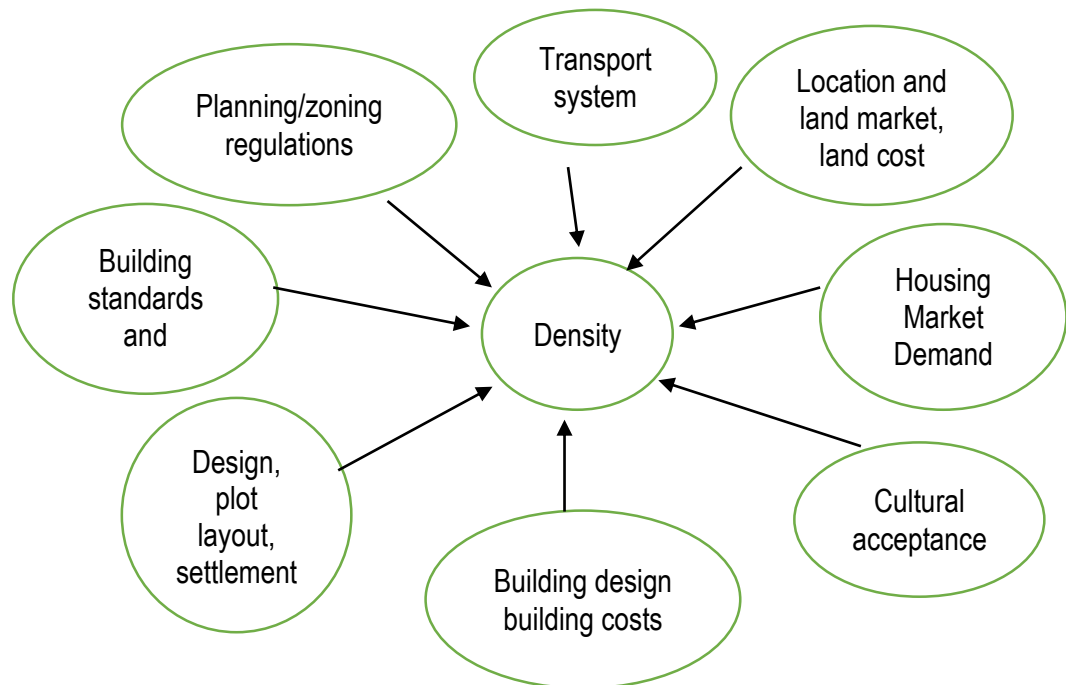 Transport
system
Location and
land market,
land cost
Planning/zoning
regulations
Building
standards
and
Density
Housing
Market
Demand
Design,
plot
layout,
settlement
Cultural
acceptance
Building design
building costs